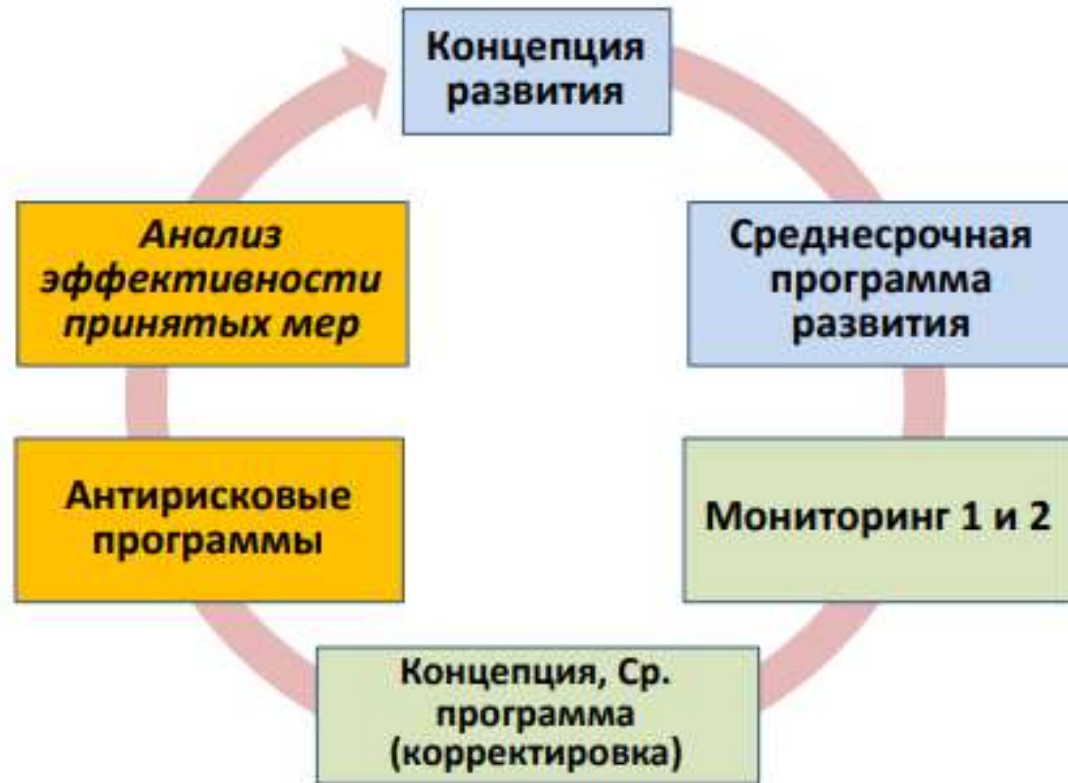 Концепция
развития
Среднесрочная
программа
развития
Мониторинг 1 и 2
Концепция, Ср.
программа
(корректировка)
Антирисковые
программы
Анализ
эффективности
принятых мер